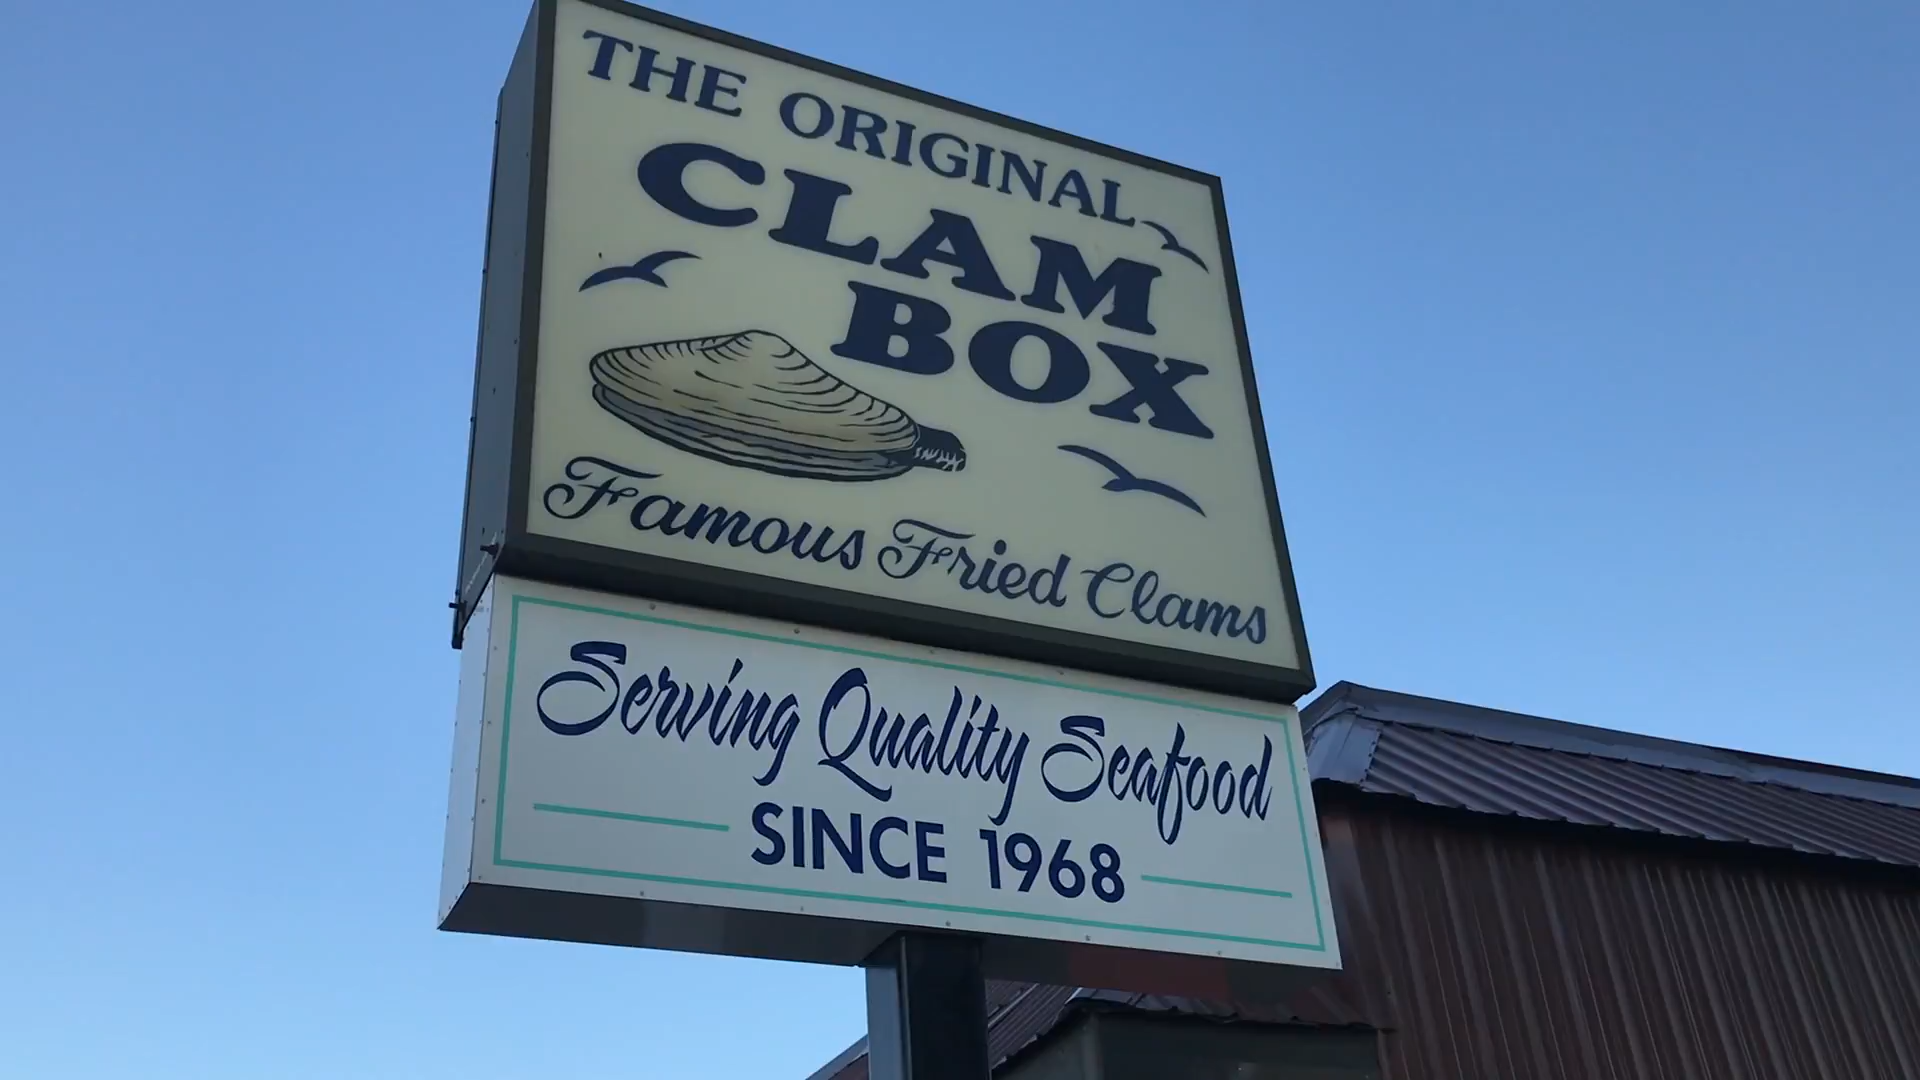 THE ORIGINAL
CLAM
BOX
Famous Fried Clams
Serving Quality Seafood
SINCE 1968